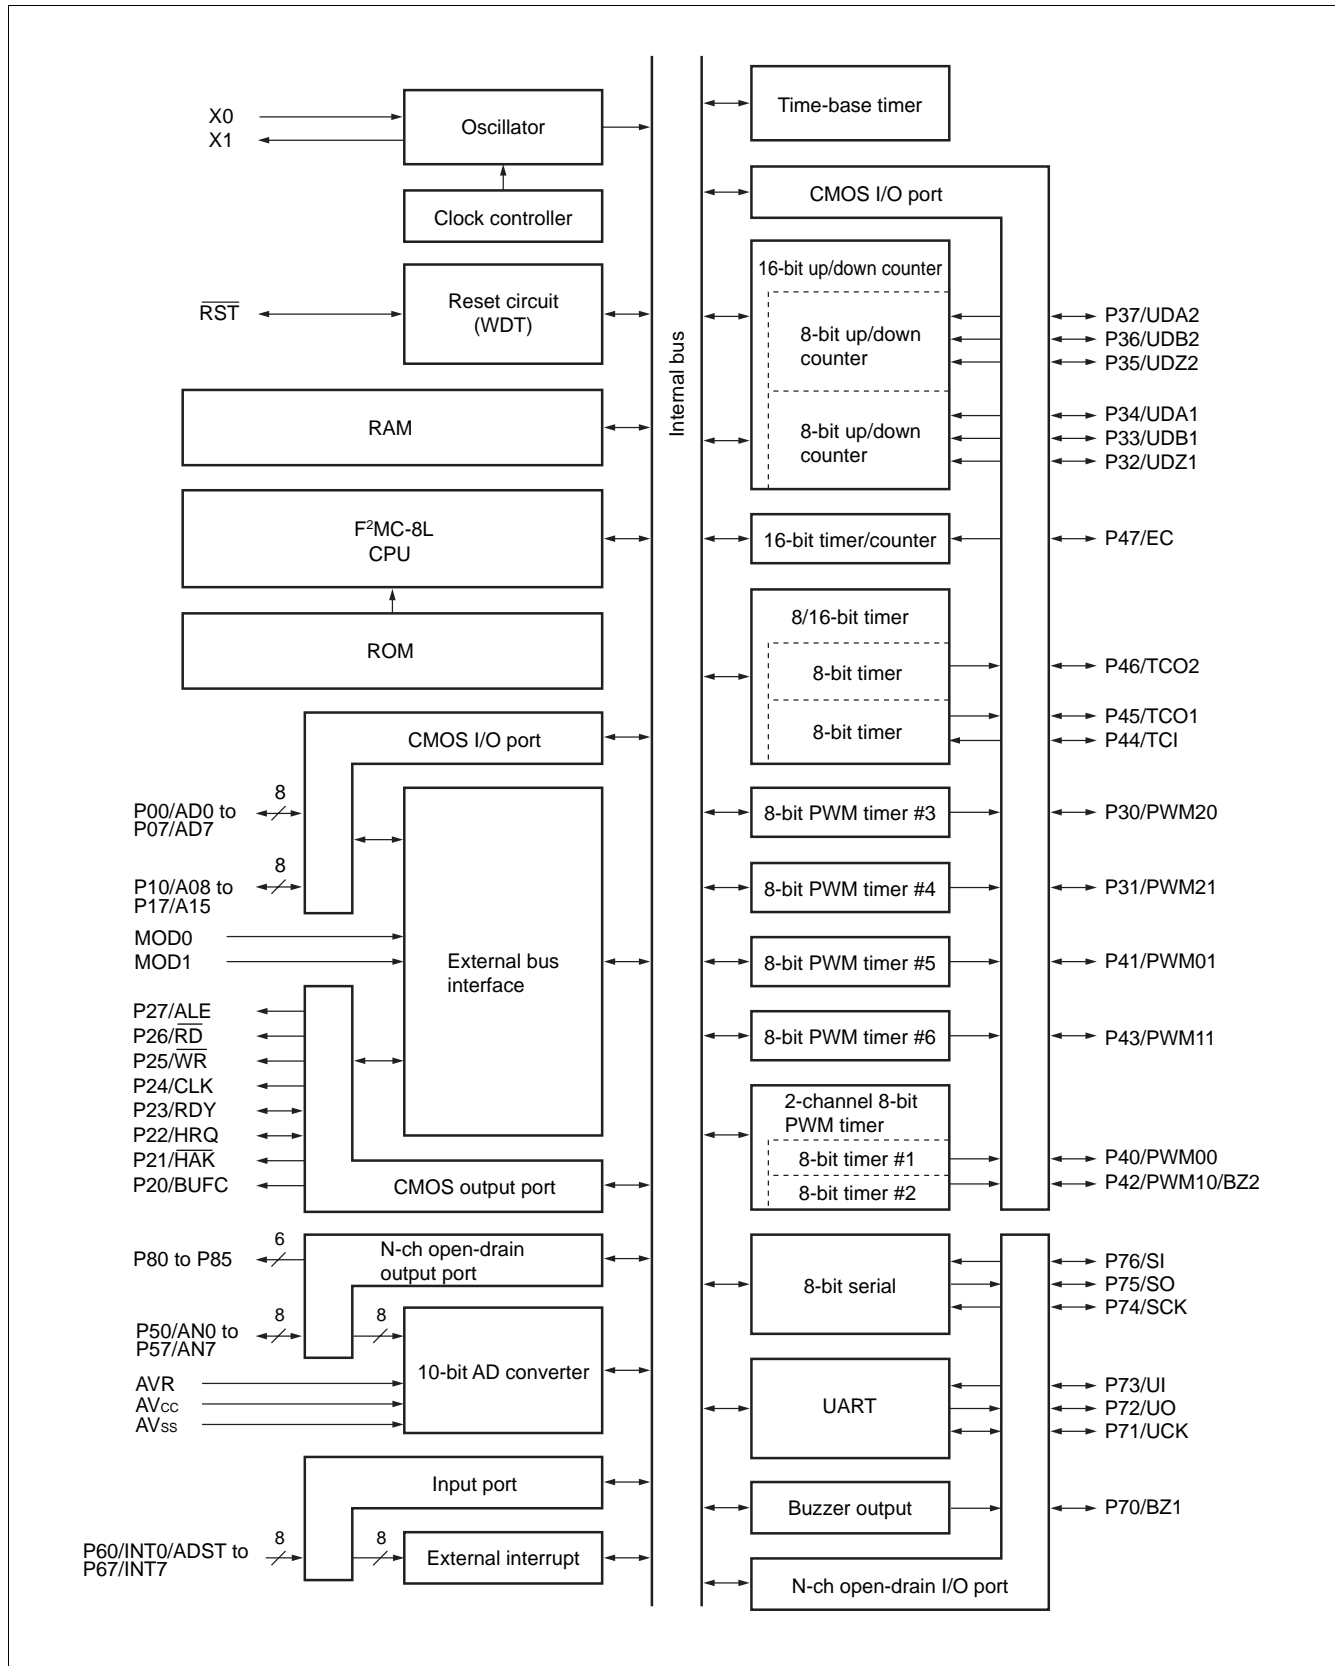 X0
X1
Oscillator
Clock controller
RST
Reset circuit
(WDT)
RAM
F²MC-8L
CPU
ROM
CMOS I/O port
8
P00/AD0 to
P07/AD7
8
P10/A08 to
P17/A15
MOD0
MOD1
External bus
interface
P27/ALE
P26/RD
P25/WR
P24/CLK
P23/RDY
P22/HRQ
P21/HAK
P20/BUFC
CMOS output port
6
P80 to P85
N-ch open-drain
output port
8
8
P50/AN0 to
P57/AN7
10-bit AD converter
AVR
AVCC
AVSS
Input port
8
8
P60/INT0/ADST to
P67/INT7
External interrupt
Internal bus
Time-base timer
CMOS I/O port
16-bit up/down counter
8-bit up/down
counter
8-bit up/down
counter
P37/UDA2
P36/UDB2
P35/UDZ2
P34/UDA1
P33/UDB1
P32/UDZ1
16-bit timer/counter
P47/EC
8/16-bit timer
8-bit timer
8-bit timer
P46/TCO2
P45/TCO1
P44/TCI
8-bit PWM timer #3
P30/PWM20
8-bit PWM timer #4
P31/PWM21
8-bit PWM timer #5
P41/PWM01
8-bit PWM timer #6
P43/PWM11
2-channel 8-bit
PWM timer
8-bit timer #1
8-bit timer #2
P40/PWM00
P42/PWM10/BZ2
8-bit serial
P76/SI
P75/SO
P74/SCK
UART
P73/UI
P72/UO
P71/UCK
Buzzer output
P70/BZ1
N-ch open-drain I/O port